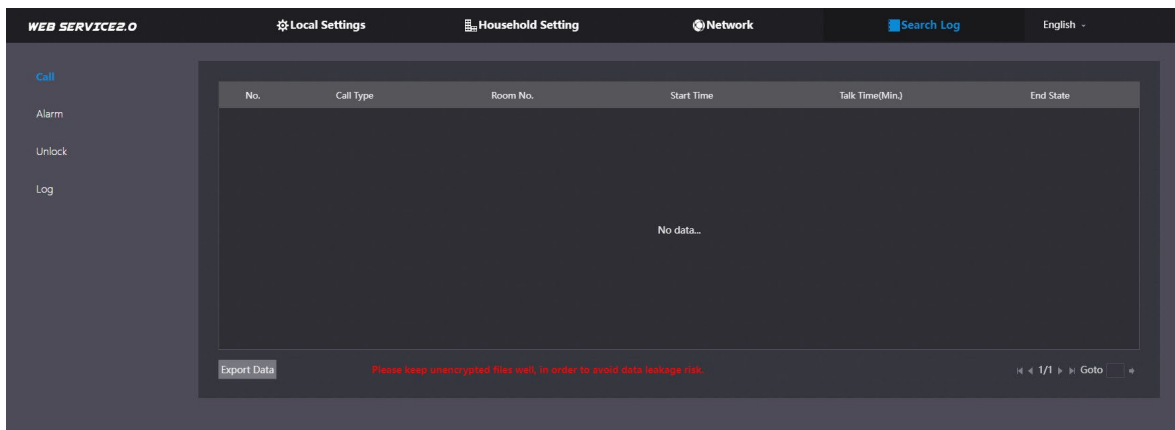 WEB SERVICE2.0 Local Settings Household Setting Network Search Log English
Call
Alarm
Unlock
Log
No. Call Type Room No. Start Time Talk Time(Min.) End State
No data...
Export Data Please keep unencrypted files well, in order to avoid data leakage risk. 1/1 Goto